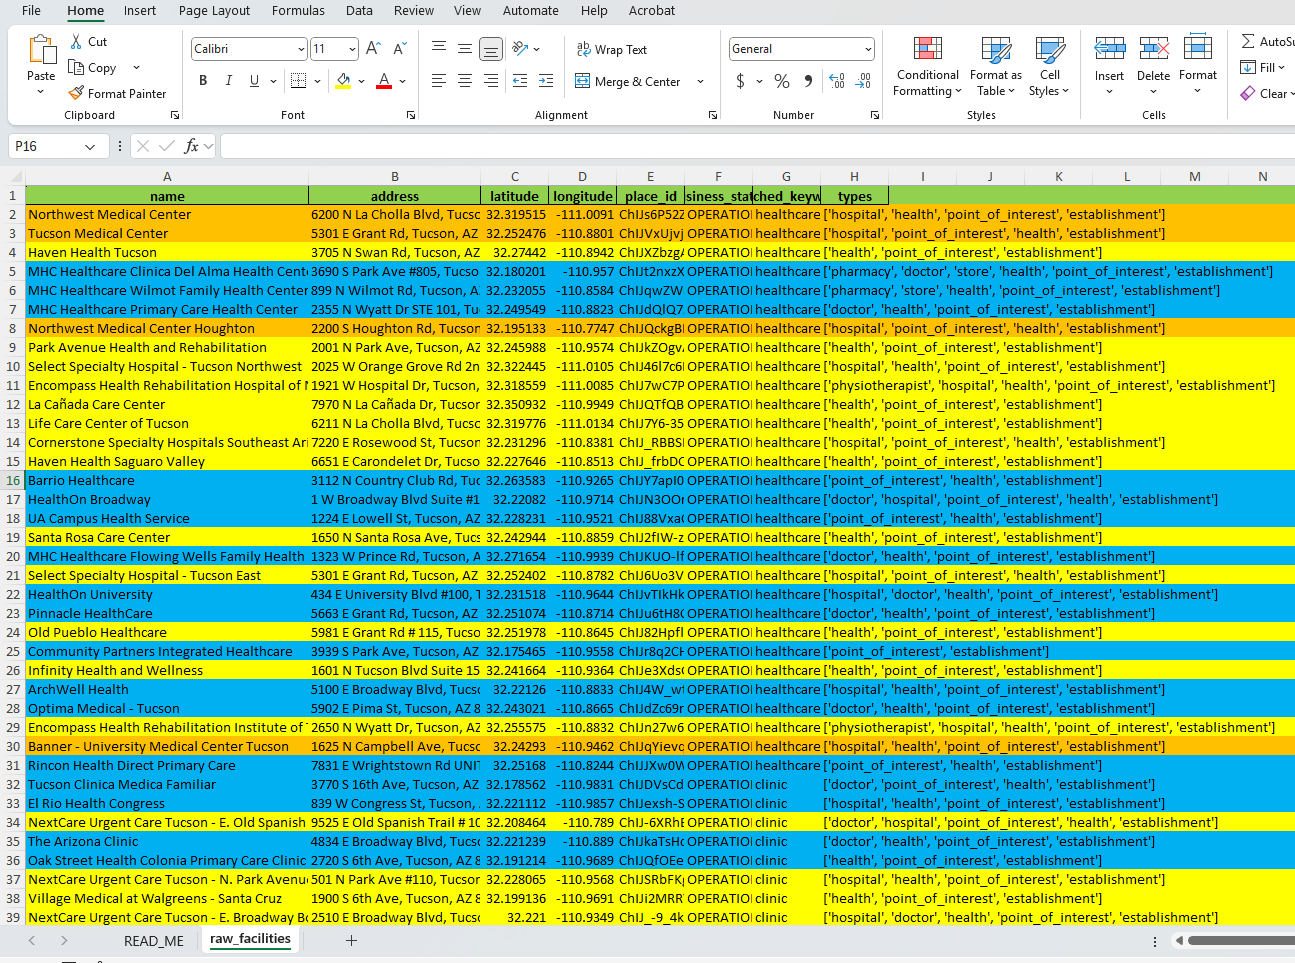 File Home Insert Page Layout Formulas Data Review View Automate Help Acrobat
Paste Cut Copy Format Painter Clipboard
Calibri 11 B I U A Font
Wrap Text Merge & Center Alignment
General $ % Number
Conditional Formatting Format as Table Cell Styles Styles
Insert Delete Format Cells
AutoSu Fill Clear
P16 fx
A B C D E F G H I J K L M N
1 name address latitude longitude place_id siness_stat ched_keyw types
2 Northwest Medical Center 6200 N La Cholla Blvd, Tucso 32.319515 -111.0091 ChIJs6P52Z OPERATIO healthcare ['hospital', 'health', 'point_of_interest', 'establishment']
3 Tucson Medical Center 5301 E Grant Rd, Tucson, AZ 32.252476 -110.8801 ChIJVxUjvj OPERATIO healthcare ['hospital', 'point_of_interest', 'health', 'establishment']
4 Haven Health Tucson 3705 N Swan Rd, Tucson, AZ 32.27442 -110.8942 ChIJXZbzgA OPERATIO healthcare ['health', 'point_of_interest', 'establishment']
5 MHC Healthcare Clinica Del Alma Health Cent 3690 S Park Ave #805, Tucso 32.180201 -110.957 ChIJt2nxzX OPERATIO healthcare ['pharmacy', 'doctor', 'store', 'health', 'point_of_interest', 'establishment']
6 MHC Healthcare Wilmot Family Health Center 899 N Wilmot Rd, Tucson, A 32.232055 -110.8584 ChIJqwZW OPERATIO healthcare ['pharmacy', 'store', 'health', 'point_of_interest', 'establishment']
7 MHC Healthcare Primary Care Health Center 2355 N Wyatt Dr STE 101, Tu 32.249549 -110.8823 ChIJdQlQ7 OPERATIO healthcare ['doctor', 'health', 'point_of_interest', 'establishment']
8 Northwest Medical Center Houghton 2200 S Houghton Rd, Tucson 32.195133 -110.7747 ChIJQckgB OPERATIO healthcare ['hospital', 'point_of_interest', 'health', 'establishment']
9 Park Avenue Health and Rehabilitation 2001 N Park Ave, Tucson, AZ 32.245988 -110.9574 ChIJkZOgv OPERATIO healthcare ['health', 'point_of_interest', 'establishment']
10 Select Specialty Hospital - Tucson Northwest 2025 W Orange Grove Rd 2n 32.322445 -111.0105 ChIJ46I7c6 OPERATIO healthcare ['hospital', 'health', 'point_of_interest', 'establishment']
11 Encompass Health Rehabilitation Hospital of 1921 W Hospital Dr, Tucson, 32.318559 -111.0085 ChIJ7wC7P OPERATIO healthcare ['physiotherapist', 'hospital', 'health', 'point_of_interest', 'establishment']
12 La Cañada Care Center 7970 N La Cañada Dr, Tucson 32.350932 -110.9949 ChIJQTfQB OPERATIO healthcare ['health', 'point_of_interest', 'establishment']
13 Life Care Center of Tucson 6211 N La Cholla Blvd, Tucso 32.319776 -111.0134 ChIJ7Y6-35 OPERATIO healthcare ['health', 'point_of_interest', 'establishment']
14 Cornerstone Specialty Hospitals Southeast Ari 7220 E Rosewood St, Tucson 32.231296 -110.8381 ChIJ_RBBS OPERATIO healthcare ['hospital', 'point_of_interest', 'health', 'establishment']
15 Haven Health Saguaro Valley 6651 E Carondelet Dr, Tucso 32.227646 -110.8513 ChIJ_frbDC OPERATIO healthcare ['health', 'point_of_interest', 'establishment']
16 Barrio Healthcare 3112 N Country Club Rd, Tuc 32.263583 -110.9265 ChIJY7apI0 OPERATIO healthcare ['point_of_interest', 'health', 'establishment']
17 HealthOn Broadway 1 W Broadway Blvd Suite #1 32.22082 -110.9714 ChIJN3OOr OPERATIO healthcare ['doctor', 'hospital', 'point_of_interest', 'health', 'establishment']
18 UA Campus Health Service 1224 E Lowell St, Tucson, AZ 32.228231 -110.9521 ChIJ88Vxa OPERATIO healthcare ['point_of_interest', 'health', 'establishment']
19 Santa Rosa Care Center 1650 N Santa Rosa Ave, Tucs 32.242944 -110.8859 ChIJ2fIW-z OPERATIO healthcare ['health', 'point_of_interest', 'establishment']
20 MHC Healthcare Flowing Wells Family Health 1323 W Prince Rd, Tucson, A 32.271654 -110.9939 ChIJKUO-lf OPERATIO healthcare ['doctor', 'health', 'point_of_interest', 'establishment']
21 Select Specialty Hospital - Tucson East 5301 E Grant Rd, Tucson, AZ 32.252402 -110.8782 ChIJ6Uo3V OPERATIO healthcare ['hospital', 'point_of_interest', 'health', 'establishment']
22 HealthOn University 434 E University Blvd #100, T 32.231518 -110.9644 ChIJvTIkHk OPERATIO healthcare ['hospital', 'doctor', 'health', 'point_of_interest', 'establishment']
23 Pinnacle HealthCare 5663 E Grant Rd, Tucson, AZ 32.251074 -110.8714 ChIJu6tH8 OPERATIO healthcare ['doctor', 'health', 'point_of_interest', 'establishment']
24 Old Pueblo Healthcare 5981 E Grant Rd # 115, Tucso 32.251978 -110.8645 ChIJ82Hpfl OPERATIO healthcare ['health', 'point_of_interest', 'establishment']
25 Community Partners Integrated Healthcare 3939 S Park Ave, Tucson, AZ 32.175465 -110.9558 ChIJr8q2CH OPERATIO healthcare ['point_of_interest', 'establishment']
26 Infinity Health and Wellness 1601 N Tucson Blvd Suite 15 32.241664 -110.9364 ChIJe3Xds OPERATIO healthcare ['health', 'point_of_interest', 'establishment']
27 ArchWell Health 5100 E Broadway Blvd, Tucso 32.22126 -110.8833 ChIJ4W_w OPERATIO healthcare ['hospital', 'health', 'point_of_interest', 'establishment']
28 Optima Medical - Tucson 5902 E Pima St, Tucson, AZ 8 32.243021 -110.8665 ChIJdZc69r OPERATIO healthcare ['doctor', 'health', 'point_of_interest', 'establishment']
29 Encompass Health Rehabilitation Institute of 2650 N Wyatt Dr, Tucson, AZ 32.255575 -110.8832 ChIJn27w6 OPERATIO healthcare ['physiotherapist', 'hospital', 'health', 'point_of_interest', 'establishment']
30 Banner - University Medical Center Tucson 1625 N Campbell Ave, Tucso 32.24293 -110.9462 ChIJqYievc OPERATIO healthcare ['hospital', 'health', 'point_of_interest', 'establishment']
31 Rincon Health Direct Primary Care 7831 E Wrightstown Rd UNI 32.25168 -110.8244 ChIJJXw0W OPERATIO healthcare ['point_of_interest', 'health', 'establishment']
32 Tucson Clinica Medica Familiar 3770 S 16th Ave, Tucson, AZ 32.178562 -110.9831 ChIJDVsCd OPERATIO clinic ['doctor', 'hospital', 'point_of_interest', 'health', 'establishment']
33 El Rio Health Congress 839 W Congress St, Tucson, 32.221112 -110.9857 ChIJexsh-S OPERATIO clinic ['hospital', 'health', 'point_of_interest', 'establishment']
34 NextCare Urgent Care Tucson - E. Old Spanish 9525 E Old Spanish Trail # 10 32.208464 -110.789 ChIJ-6XRhE OPERATIO clinic ['doctor', 'hospital', 'point_of_interest', 'health', 'establishment']
35 The Arizona Clinic 4834 E Broadway Blvd, Tucso 32.221239 -110.889 ChIJkaTsHc OPERATIO clinic ['doctor', 'health', 'point_of_interest', 'establishment']
36 Oak Street Health Colonia Primary Care Clinic 2720 S 6th Ave, Tucson, AZ 8 32.191214 -110.9689 ChIJQfOEe OPERATIO clinic ['health', 'point_of_interest', 'establishment']
37 NextCare Urgent Care Tucson - N. Park Avenu 501 N Park Ave #110, Tucson 32.228065 -110.9568 ChIJSRbFK OPERATIO clinic ['hospital', 'health', 'point_of_interest', 'establishment']
38 Village Medical at Walgreens - Santa Cruz 1900 S 6th Ave, Tucson, AZ 8 32.199136 -110.9691 ChIJi2MRR OPERATIO clinic ['health', 'point_of_interest', 'establishment']
39 NextCare Urgent Care Tucson - E. Broadway Bo 2510 E Broadway Blvd, Tucso 32.221 -110.9349 ChIJ_-9_4k OPERATIO clinic ['hospital', 'doctor', 'health', 'point_of_interest', 'establishment']
READ_ME raw_facilities